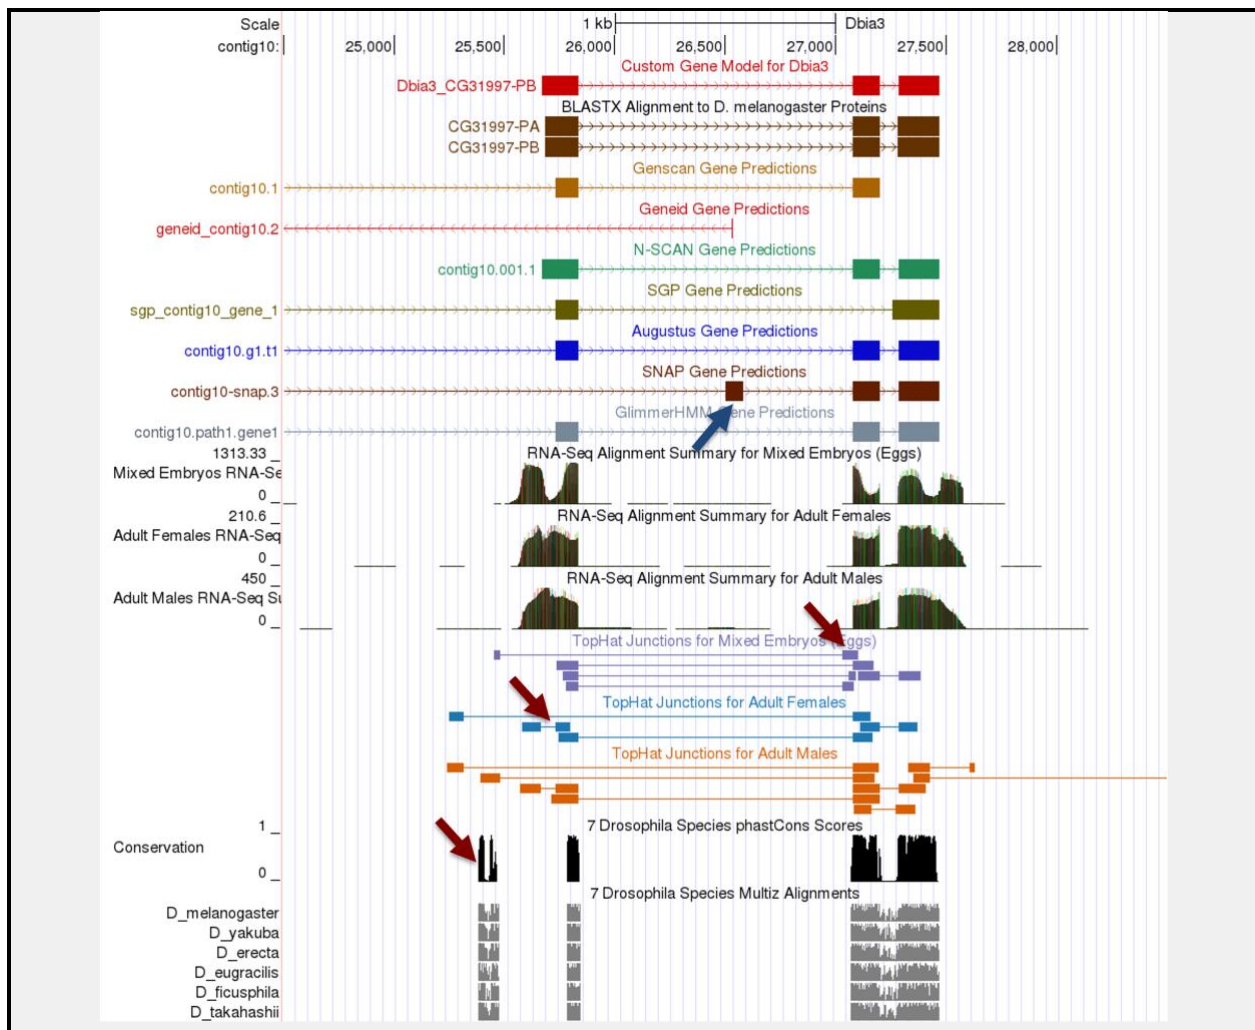 Scale 1 kb Dbia3
contig10: 25,000 25,500 26,000 26,500 27,000 27,500 28,000
Custom Gene Model for Dbia3
Dbia3_CG31997-PB
BLASTX Alignment to D. melanogaster Proteins
CG31997-PA
CG31997-PB
Genscan Gene Predictions
contig10.1
Geneid Gene Predictions
geneid_contig10.2
N-SCAN Gene Predictions
contig10.001.1
SGP Gene Predictions
sgp_contig10_gene_1
Augustus Gene Predictions
contig10.g1.t1
SNAP Gene Predictions
contig10-snap.3
GlimmerHMM Gene Predictions
contig10.path1.gene1
1313.33 _ RNA-Seq Alignment Summary for Mixed Embryos (Eggs)
Mixed Embryos RNA-Se
0 _
210.6 _ RNA-Seq Alignment Summary for Adult Females
Adult Females RNA-Seq
0 _
450 _ RNA-Seq Alignment Summary for Adult Males
Adult Males RNA-Seq Su
0 _
TopHat Junctions for Mixed Embryos (Eggs)
TopHat Junctions for Adult Females
TopHat Junctions for Adult Males
1 _ 7 Drosophila Species phastCons Scores
Conservation
0 _
7 Drosophila Species Multiz Alignments
D_melanogaster
D_yakuba
D_erecta
D_eugracilis
D_ficusphila
D_takahashii